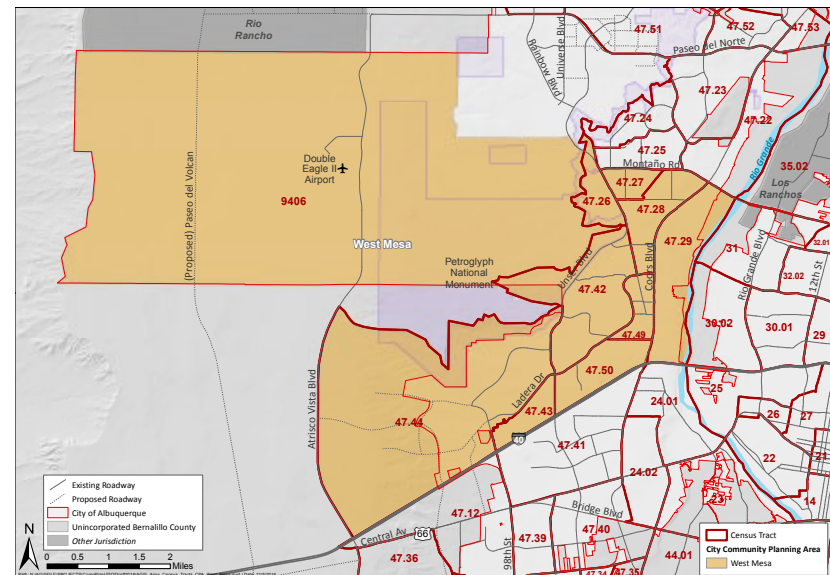 Rio
Rancho
Universe Blvd
Rainbow Blvd
47.51
47.52
47.53
Paseo del Norte
47.23
47.24
47.22
47.25
Montaño Rd
Rio Grande
35.02
Los
Ranchos
Double
Eagle II
Airport
(Proposed) Paseo del Volcan
9406
47.27
47.26
47.28
47.29
West Mesa
Petroglyph
National
Monument
Unser Blvd
Coors Blvd
31
Rio Grande Blvd
32.01
32.02
12th St
47.42
47.49
30.02
30.01
29
47.50
Atrisco Vista Blvd
Ladera Dr
47.44
47.43
40
47.41
24.01
25
26
27
24.02
22
21
23
14
47.12
Bridge Blvd
Central Av
66
98th St
47.39
47.40
47.36
47.34
47.35
44.01
Existing Roadway
Proposed Roadway
City of Albuquerque
Unincorporated Bernalillo County
Other Jurisdiction
N
0 0.5 1 1.5 2
Miles
Census Tract
City Community Planning Area
West Mesa